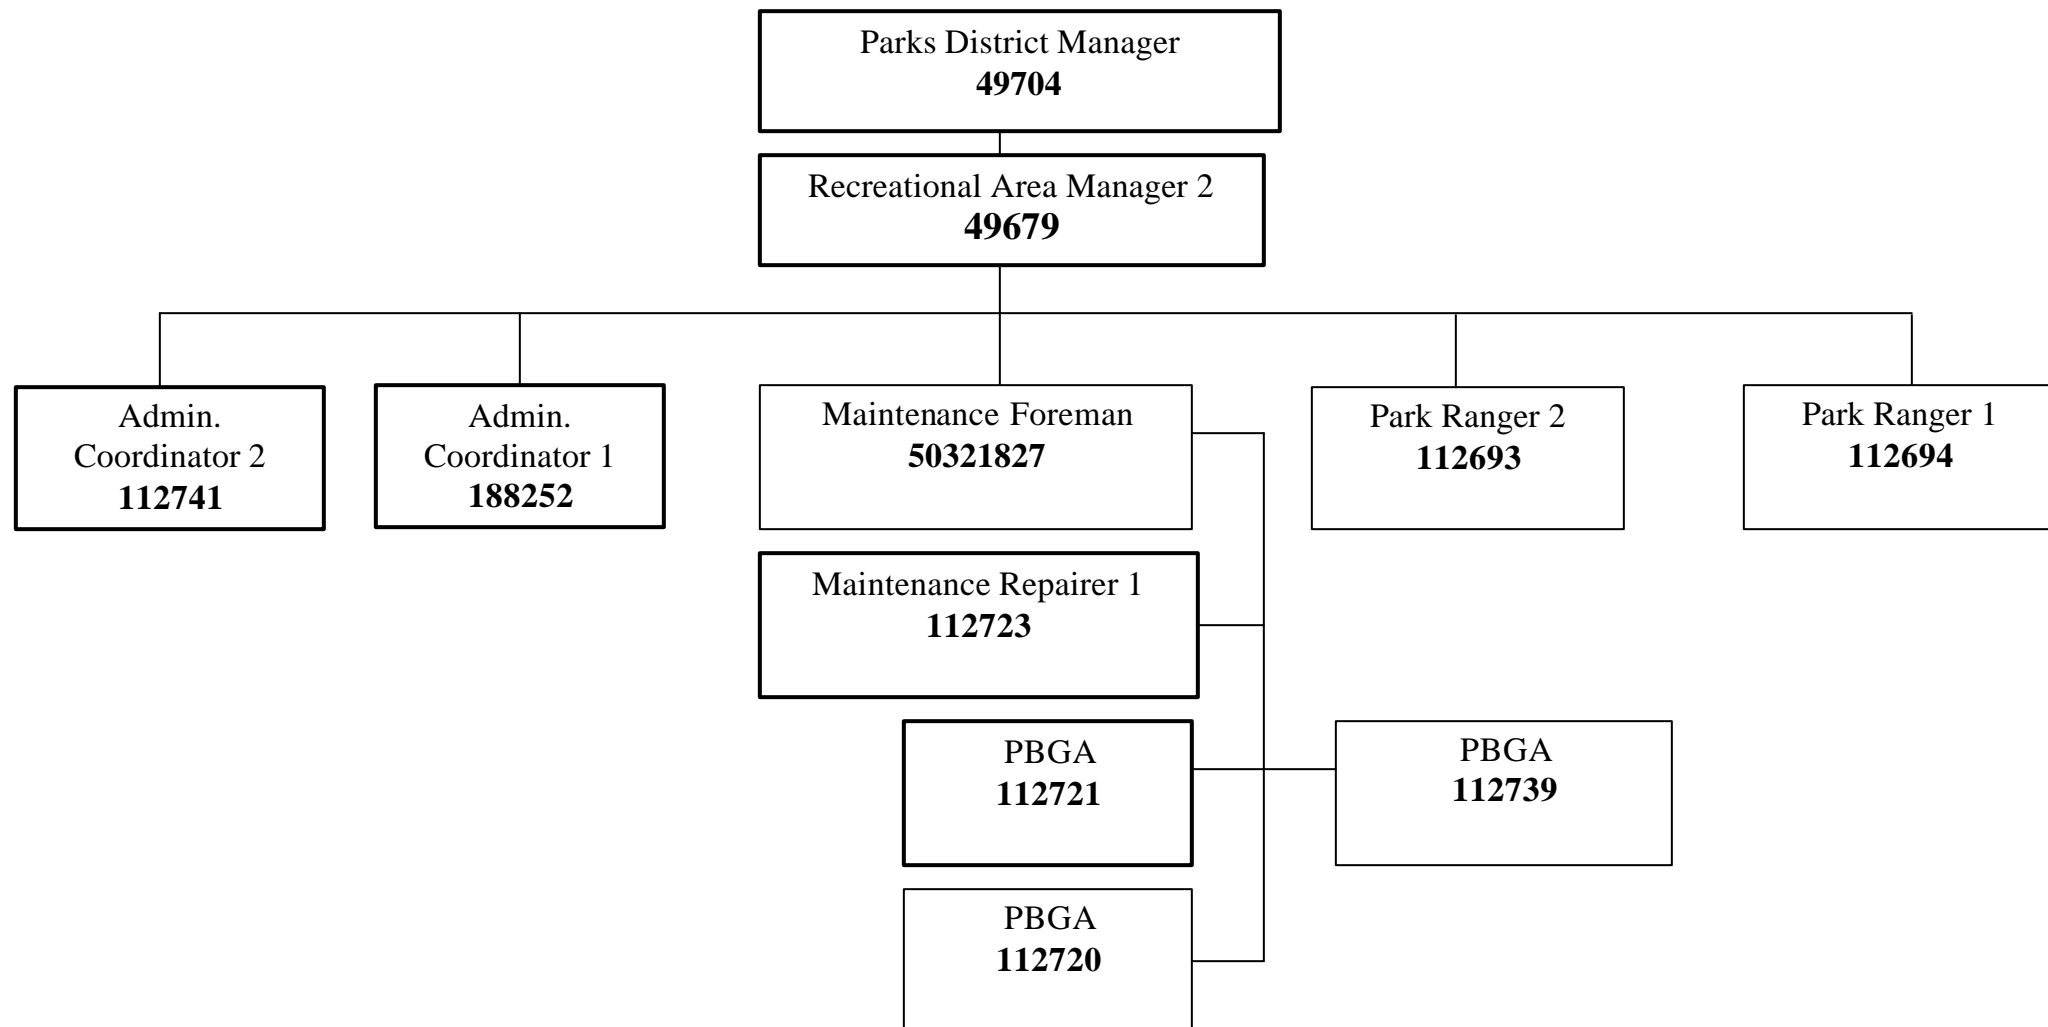 Parks District Manager
49704
Recreational Area Manager 2
49679
Admin.
Coordinator 2
112741
Admin.
Coordinator 1
188252
Maintenance Foreman
50321827
Park Ranger 2
112693
Park Ranger 1
112694
Maintenance Repairer 1
112723
PBGA
112721
PBGA
112739
PBGA
112720